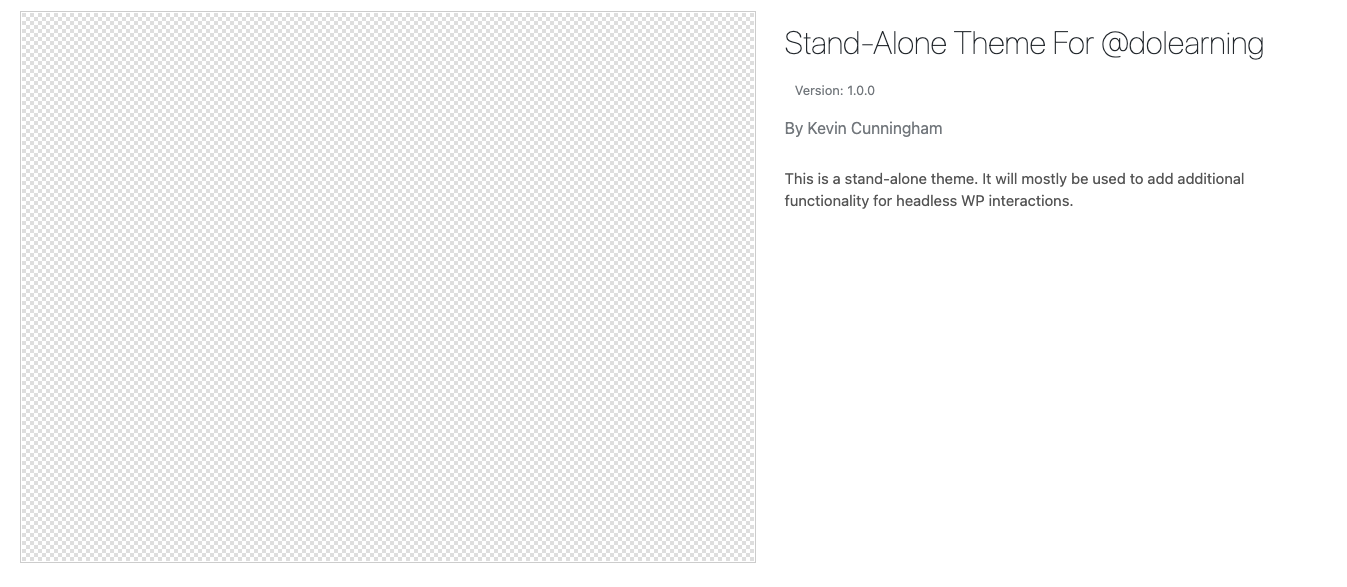 Stand-Alone Theme For @dolearning
Version: 1.0.0
By Kevin Cunningham
This is a stand-alone theme. It will mostly be used to add additional
functionality for headless WP interactions.